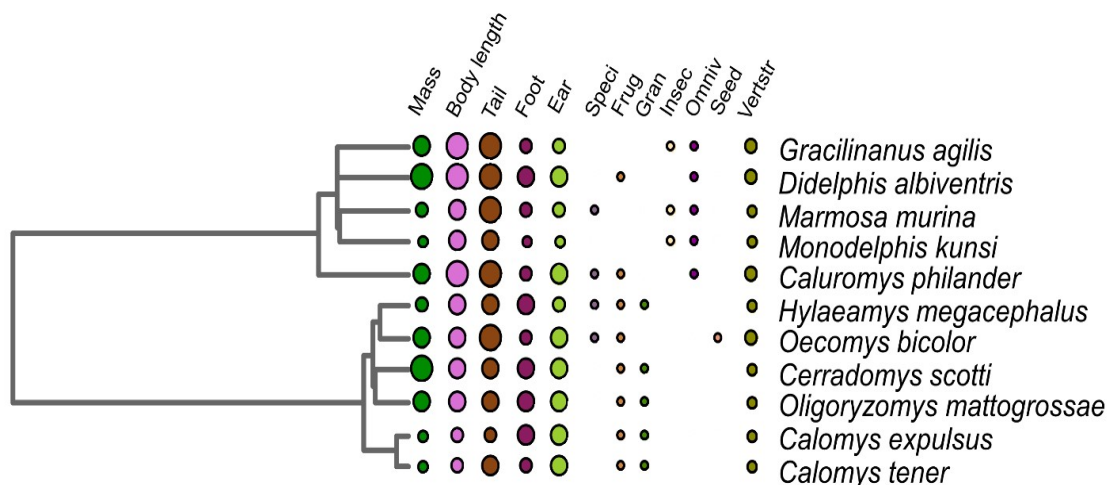 Mass Body length Tail Foot Ear Speci Frug Gran Insec Omniv Seed Vertstr
Gracilinanus agilis
Didelphis albiventris
Marmosa murina
Monodelphis kunsi
Caluromys philander
Hylaeamys megacephalus
Oecomys bicolor
Cerradomys scotti
Oligoryzomys mattogrossae
Calomys expulsus
Calomys tener